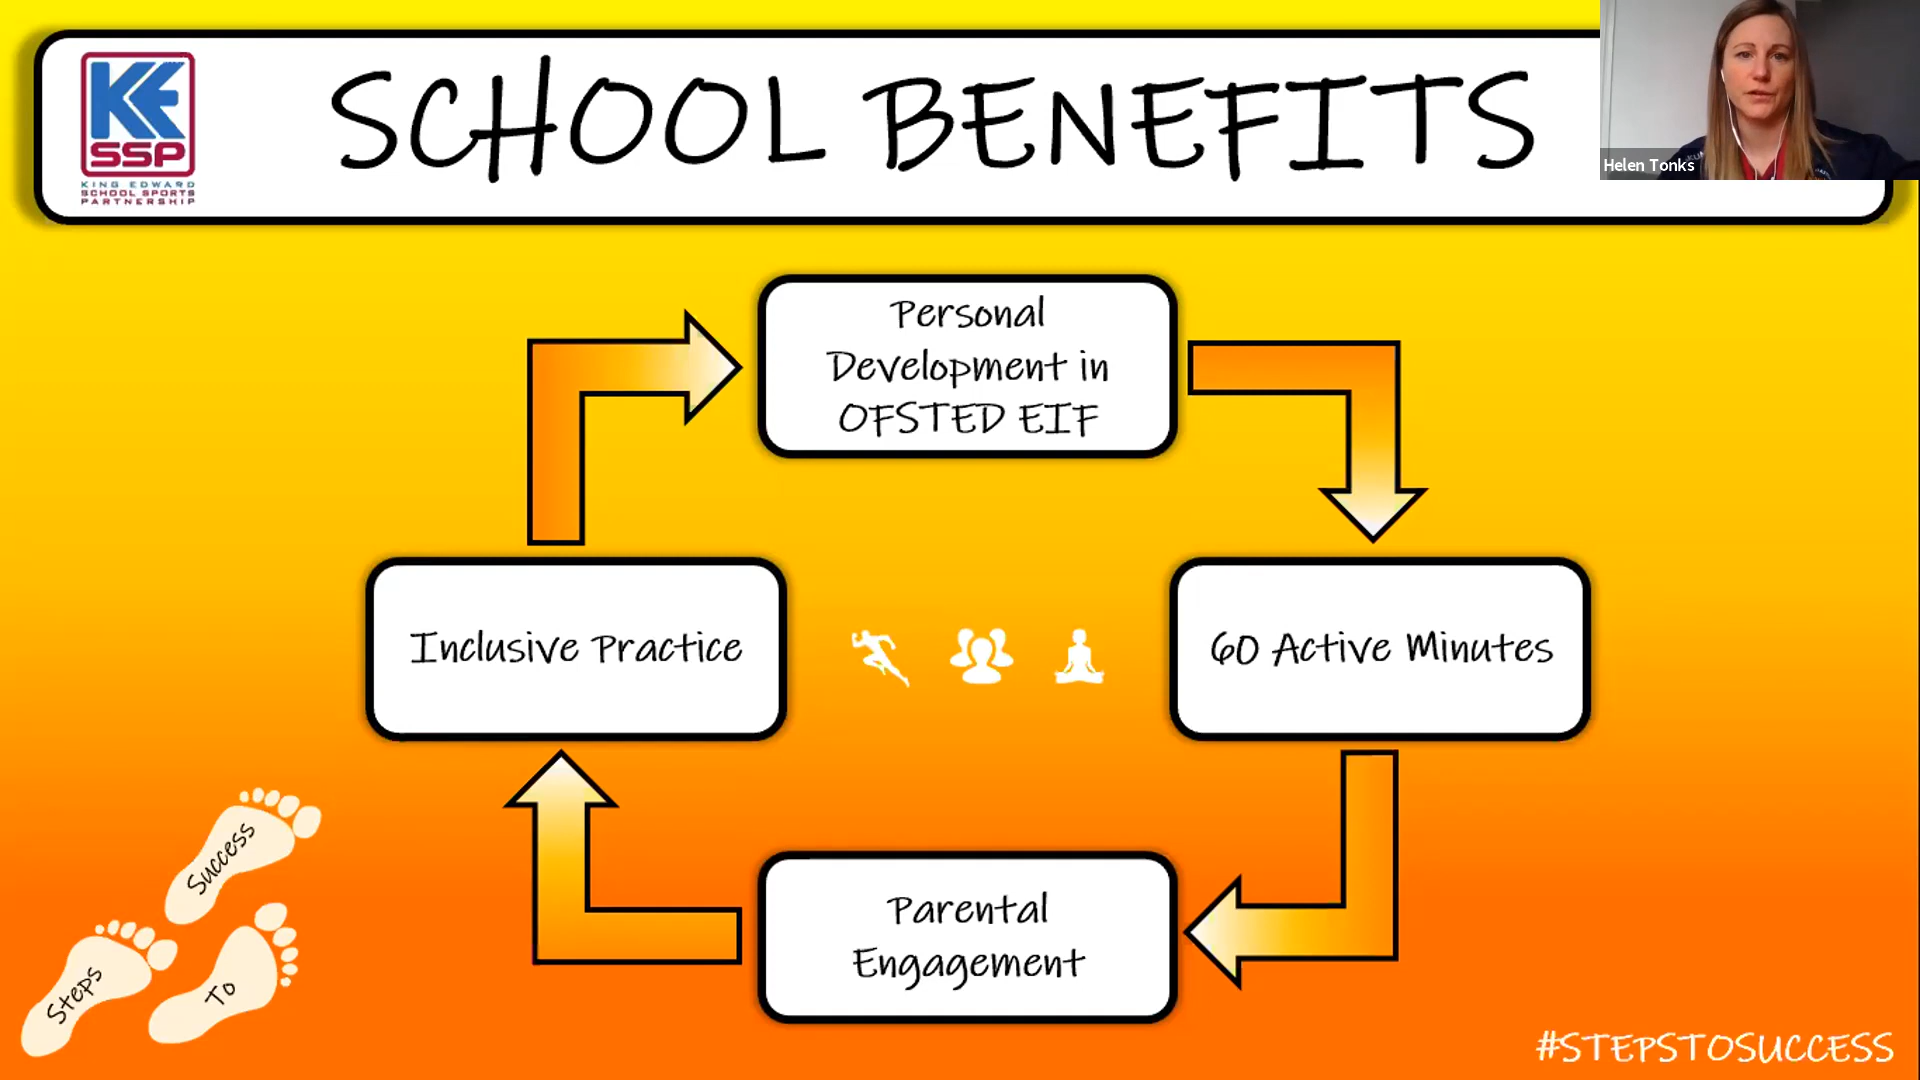 KE
SSP
KING EDWARD
SCHOOL SPORTS
PARTNERSHIP
SCHOOL BENEFITS
Helen Tonks
Personal
Development in
OFSTED EIF
Inclusive Practice
60 Active Minutes
Parental
Engagement
Success
Steps
To
#STEPSTOSUCCESS